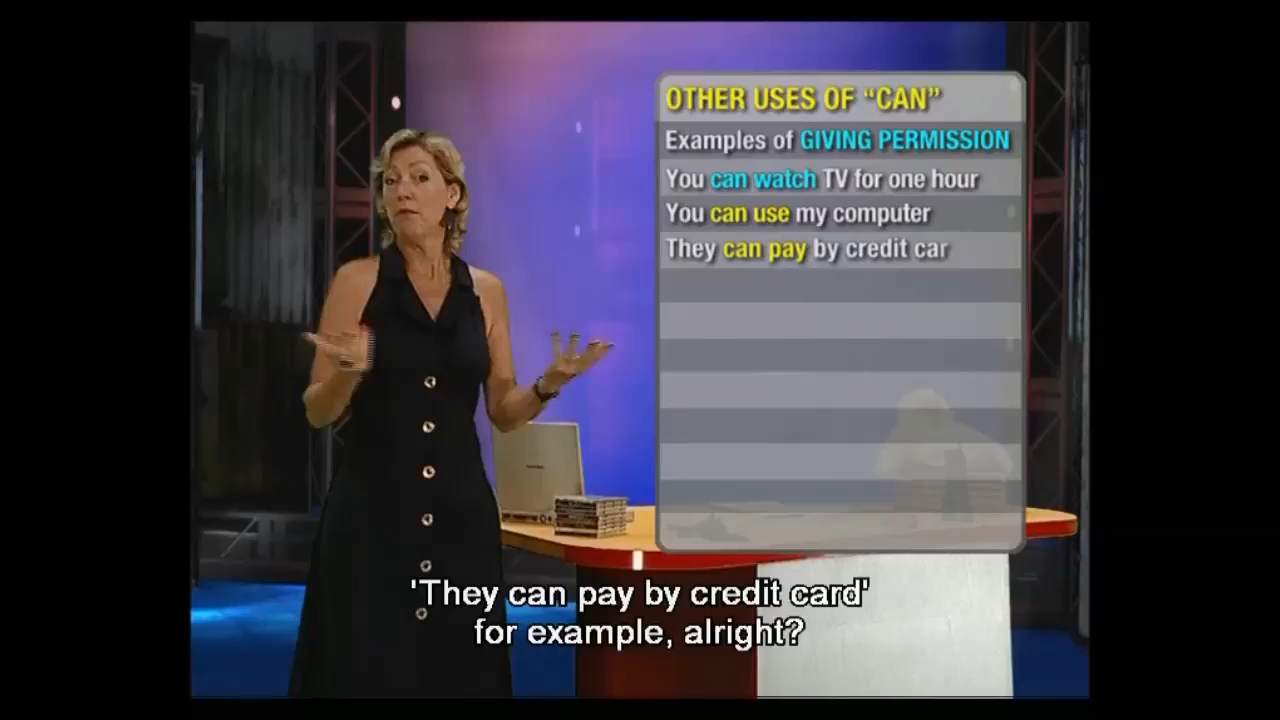 OTHER USES OF “CAN”
Examples of GIVING PERMISSION
You can watch TV for one hour
You can use my computer
They can pay by credit car
'They can pay by credit card'
for example, alright?